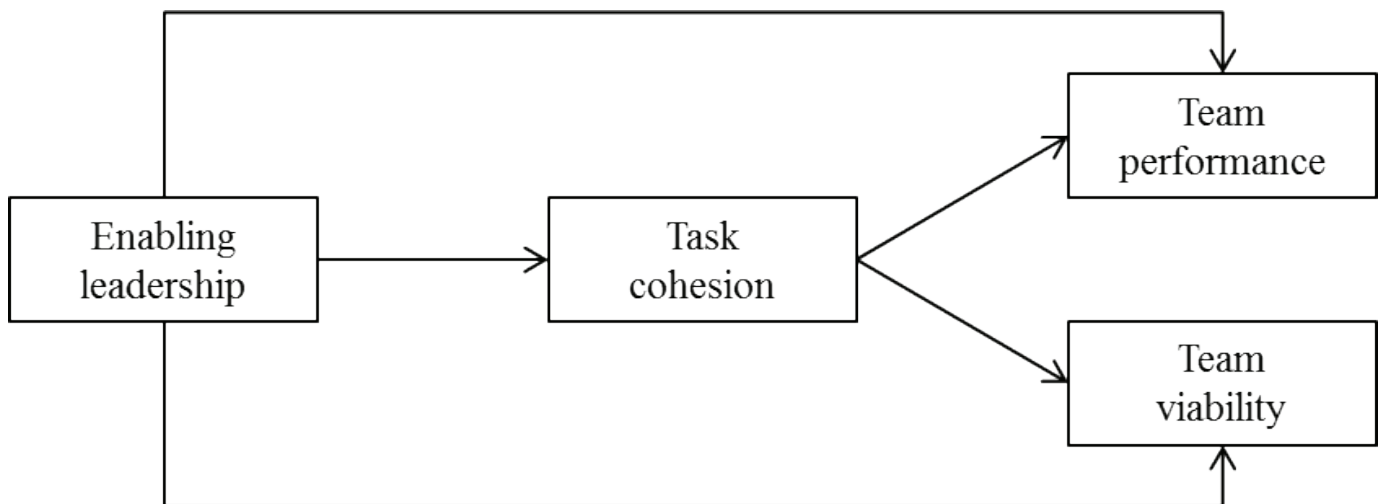 Enabling
leadership
Task
cohesion
Team
performance
Team
viability